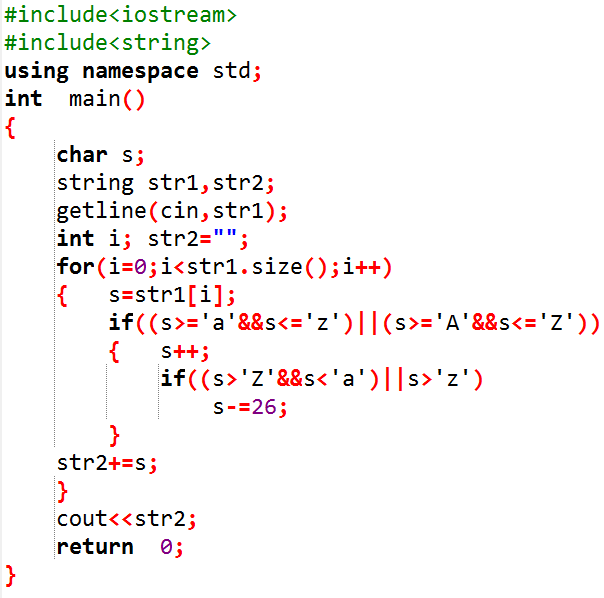 #include<iostream>
#include<string>
using namespace std;
int  main()
{
    char s;
    string str1,str2;
    getline(cin,str1);
    int i; str2="";
    for(i=0;i<str1.size();i++)
    {   s=str1[i];
        if((s>='a'&&s<='z')||(s>='A'&&s<='Z'))
        {   s++;
            if((s>'Z'&&s<'a')||s>'z')
                s-=26;
        }
    str2+=s;
    }
    cout<<str2;
    return  0;
}